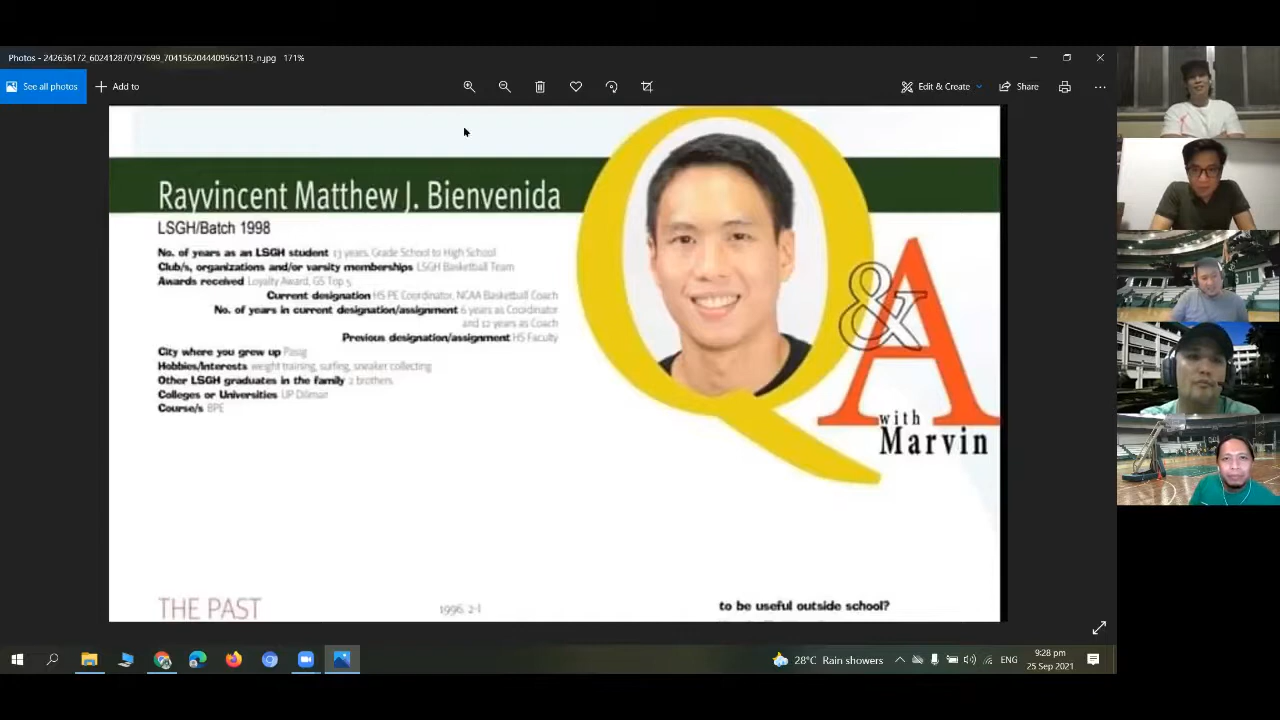 Photos - 242636172_602412870797699_7041562044409562113_n.jpg 171%
See all photos
Add to
Edit & Create
Share
Rayvincent Matthew J. Bienvenida
LSGH/Batch 1998
No. of years as an LSGH student 13 years, Grade School to High School
Club/s, organizations and/or varsity memberships LSGH Basketball Team
Awards received Loyalty Award, GS Top 5
Current designation HS PE Coordinator, NCAA Basketball Coach
No. of years in current designation/assignment 6 years as Coordinator
and 12 years as Coach
Previous designation/assignment HS Faculty
City where you grew up Pasig
Hobbies/Interests weight training, surfing, sneaker collecting
Other LSGH graduates in the family 2 brothers
Colleges or Universities UP Diliman
Course/s BPE
Q
&
A
with
Marvin
THE PAST
1996, 2-1
to be useful outside school?
28°C Rain showers
ENG
9:28 pm
25 Sep 2021